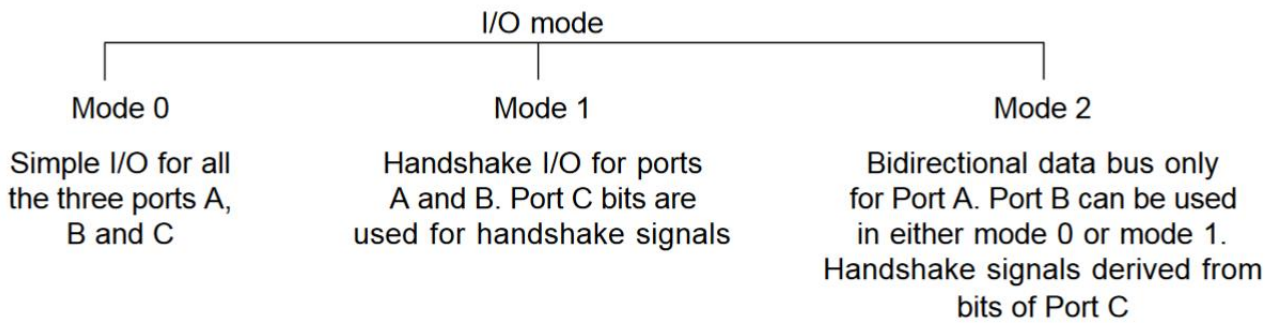 I/O mode
Mode 0
Simple I/O for all
the three ports A,
B and C
Mode 1
Handshake I/O for ports
A and B. Port C bits are
used for handshake signals
Mode 2
Bidirectional data bus only
for Port A. Port B can be used
in either mode 0 or mode 1.
Handshake signals derived from
bits of Port C